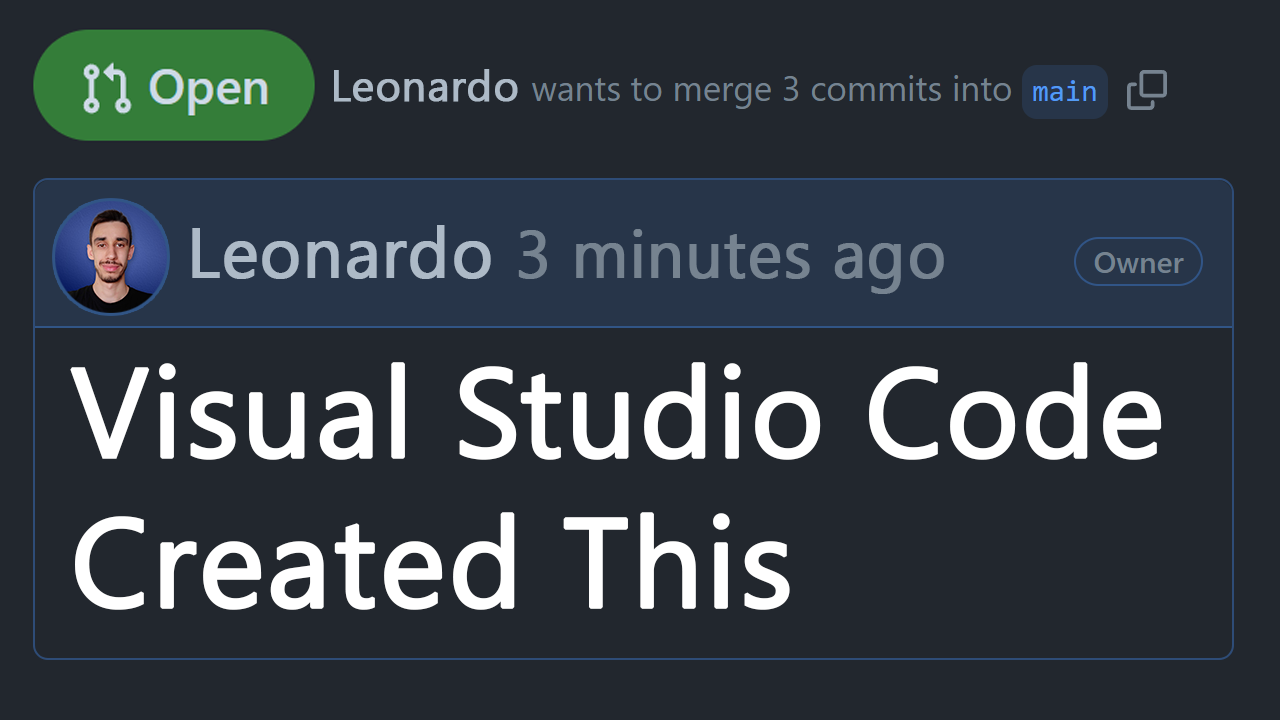 Open Leonardo wants to merge 3 commits into main
Leonardo 3 minutes ago Owner
Visual Studio Code
Created This